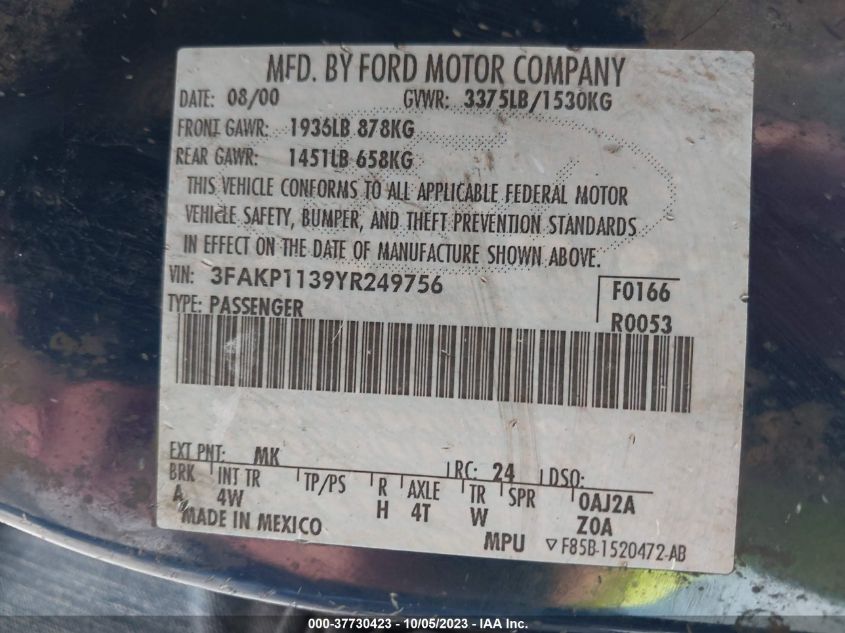 MFD. BY FORD MOTOR COMPANY
DATE: 08/00 GVWR: 3375LB/1530KG
FRONT GAWR: 1936LB 878KG
REAR GAWR: 1451LB 658KG
THIS VEHICLE CONFORMS TO ALL APPLICABLE FEDERAL MOTOR
VEHICLE SAFETY, BUMPER, AND THEFT PREVENTION STANDARDS
IN EFFECT ON THE DATE OF MANUFACTURE SHOWN ABOVE.
VIN: 3FAKP1139YR249756 F0166
TYPE: PASSENGER R0053
EXT PNT: MK RC: 24 DSO:
BRK INT TR TP/PS R AXLE TR SPR 0AJ2A
A 4W H 4T W Z0A
MADE IN MEXICO
MPU F85B-1520472-AB
000-37730423 - 10/05/2023 - IAA Inc.